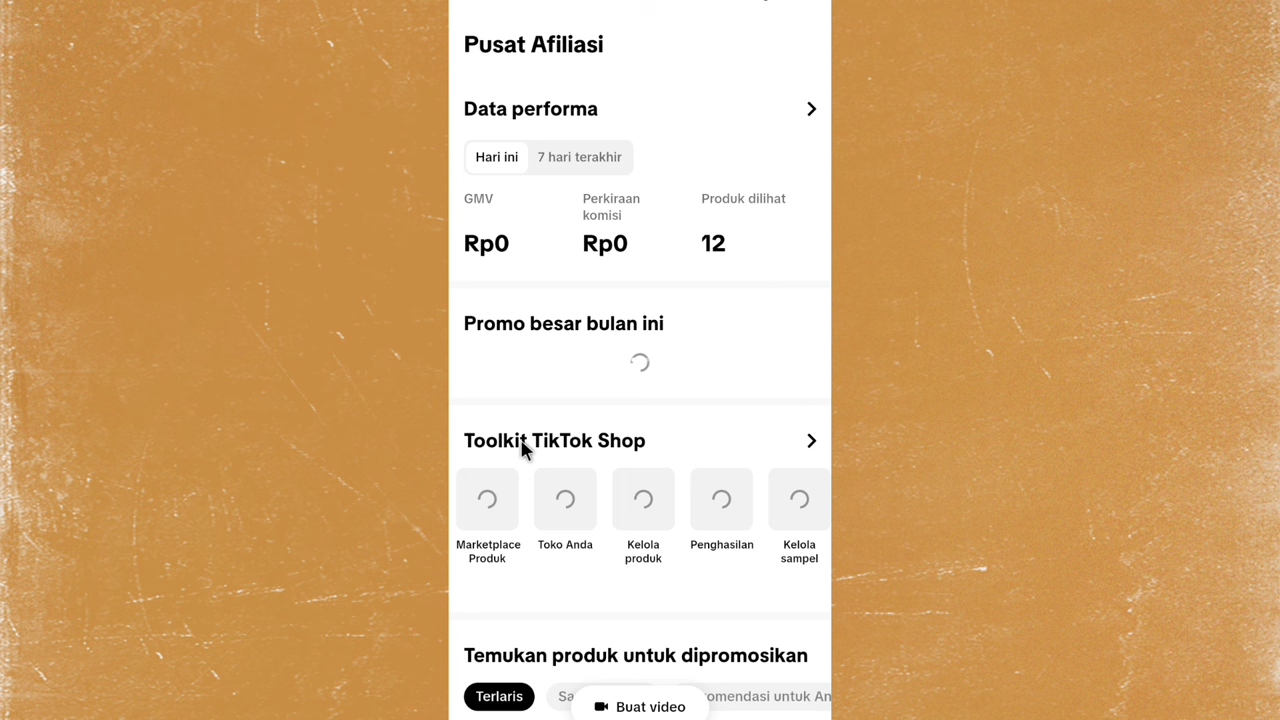 Pusat Afiliasi
Data performa
Hari ini 7 hari terakhir
GMV Perkiraan komisi Produk dilihat
Rp0 Rp0 12
Promo besar bulan ini
Toolkit TikTok Shop
Marketplace Produk Toko Anda Kelola produk Penghasilan Kelola sampel
Temukan produk untuk dipromosikan
Terlaris
Buat video
untuk